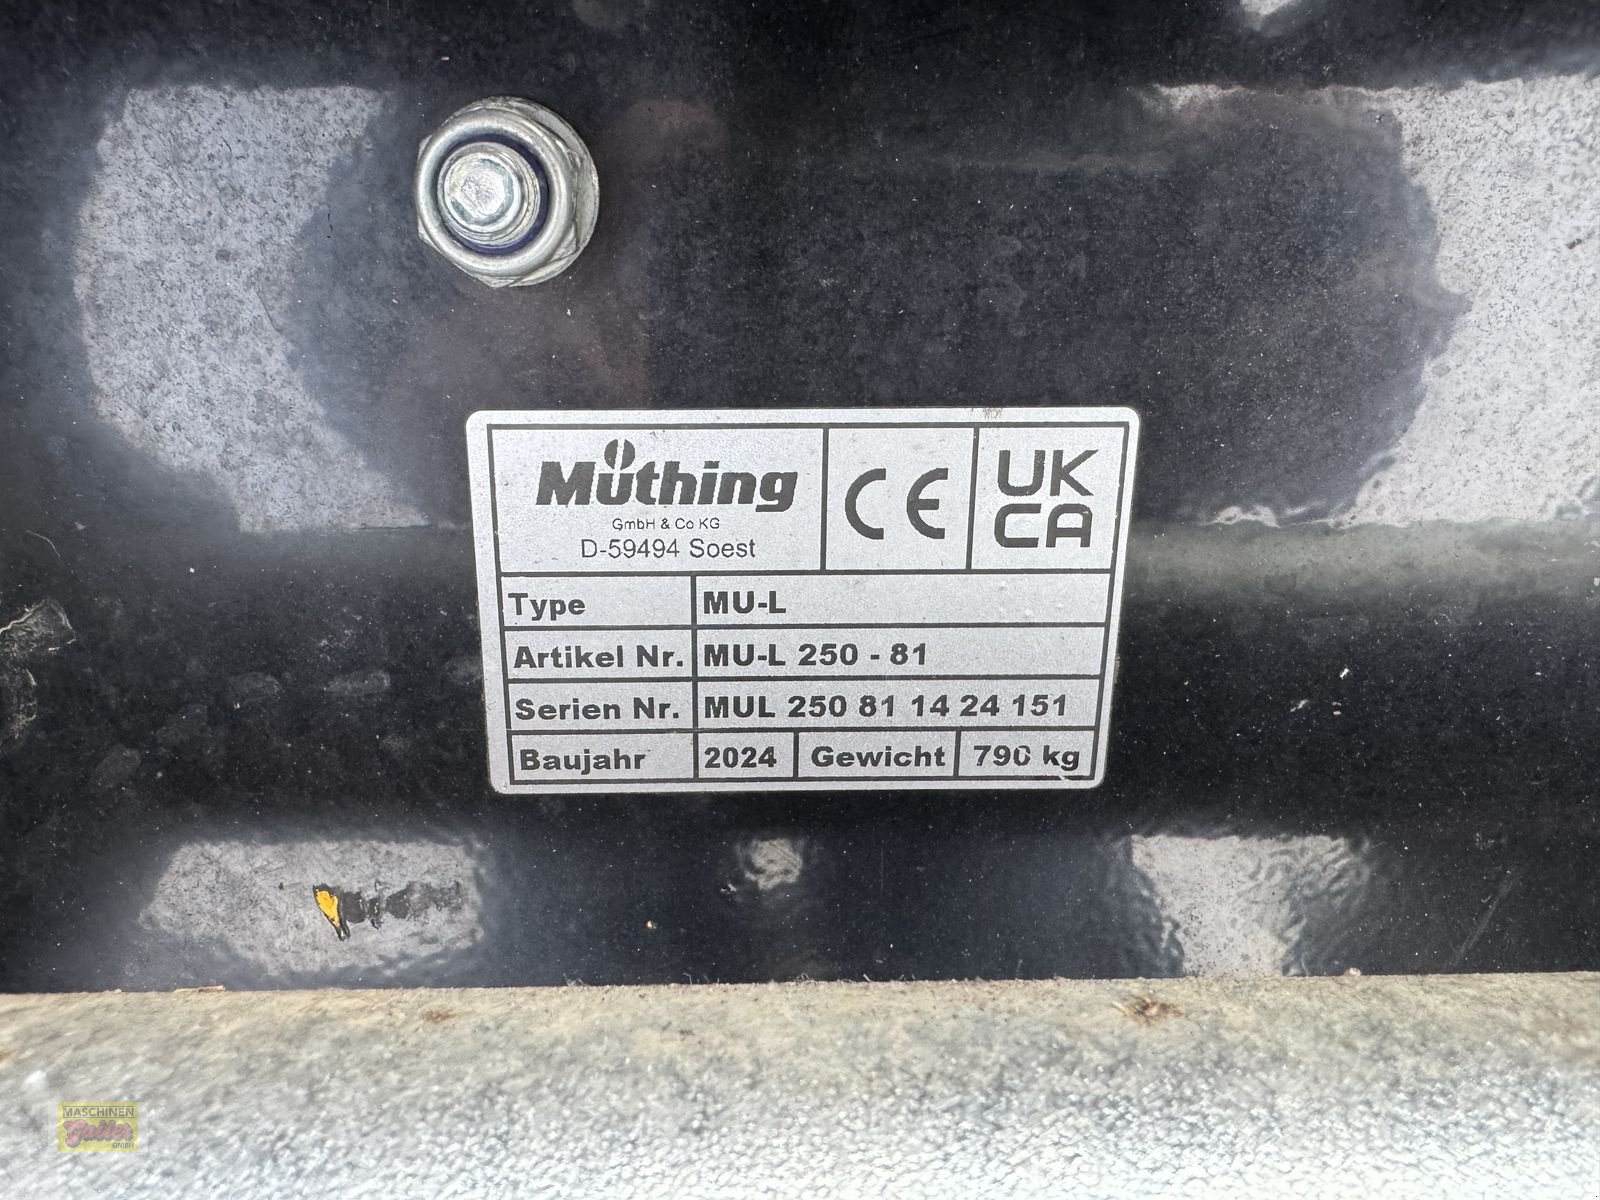 Müthing
GmbH & Co KG
D-59494 Soest
CE
UK
CA
Type MU-L
Artikel Nr. MU-L 250 - 81
Serien Nr. MUL 250 81 14 24 151
Baujahr 2024 Gewicht 790 kg
MASCHINEN
Gailer
GMBH